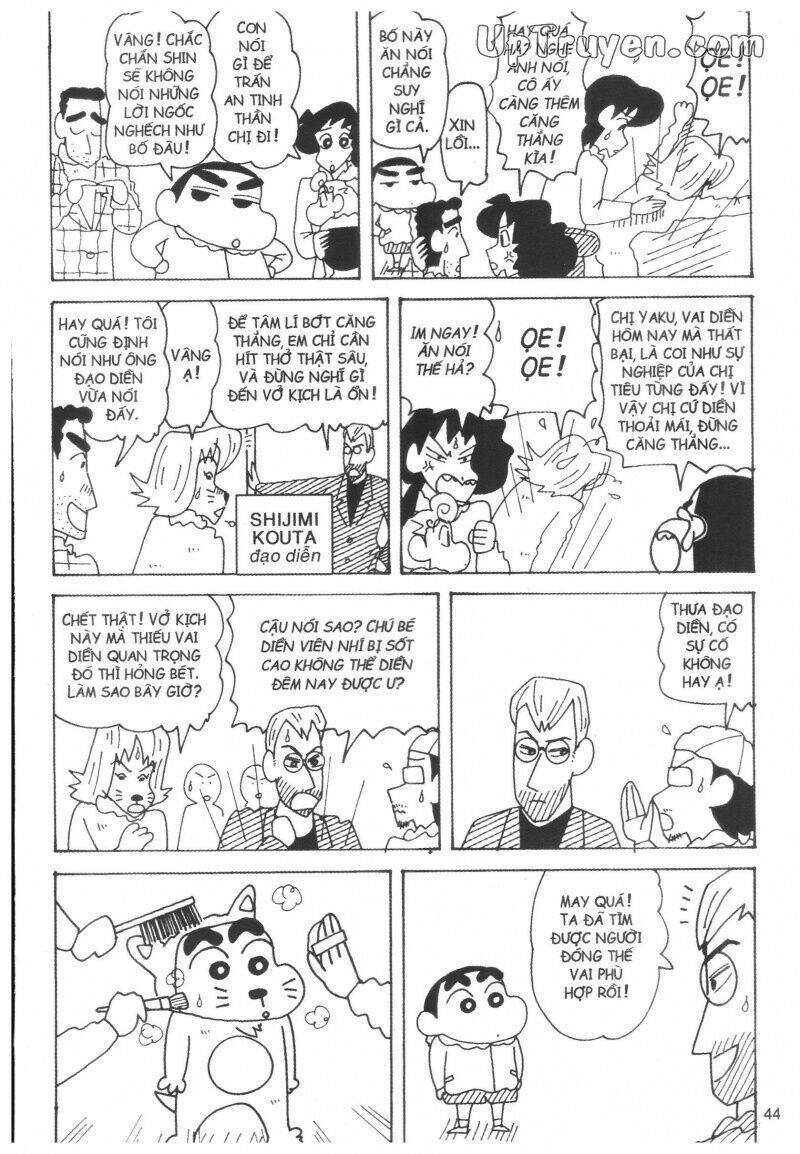 UpTruyen.com
VÂNG! CHẮC
CHẮN SHIN
SẼ KHÔNG
NÓI NHỮNG
LỜI NGỐC
NGHẾCH NHƯ
BỐ ĐÂU!
CON
NÓI
GÌ ĐỂ
TRẤN
AN TINH
THẦN
CHỊ ĐI!
BỐ NÀY
ĂN NÓI
CHẲNG
SUY
NGHĨ
GÌ CẢ.
XIN
LỖI...
HAY QUÁ
HẢ? NGHE
ANH NÓI,
CÔ ẤY
CÀNG THÊM
CĂNG
THẲNG
KÌA!
ỌE!
ỌE!
HAY QUÁ! TÔI
CŨNG ĐỊNH
NÓI NHƯ ÔNG
ĐẠO DIỄN
VỪA NÓI
ĐẤY.
VÂNG
Ạ!
ĐỂ TÂM LÍ BỚT CĂNG
THẲNG, EM CHỈ CẦN
HÍT THỞ THẬT SÂU,
VÀ ĐỪNG NGHĨ GÌ
ĐẾN VỞ KỊCH LÀ ỔN!
SHIJIMI
KOUTA
đạo diễn
IM NGAY!
ĂN NÓI
THẾ HẢ?
ỌE!
ỌE!
CHỊ YAKU, VAI DIỄN
HÔM NAY MÀ THẤT
BẠI, LÀ COI NHƯ SỰ
NGHIỆP CỦA CHỊ
TIÊU TÙNG ĐẤY! VÌ
VẬY CHỊ CỨ DIỄN
THOẢI MÁI, ĐỪNG
CĂNG THẲNG...
CHẾT THẬT! VỞ KỊCH
NÀY MÀ THIẾU VAI
DIỄN QUAN TRỌNG
ĐÓ THÌ HỎNG BÉT.
LÀM SAO BÂY GIỜ?
CẬU NÓI SAO? CHÚ BÉ
DIỄN VIÊN NHÍ BỊ SỐT
CAO KHÔNG THỂ DIỄN
ĐÊM NAY ĐƯỢC Ư?
THƯA ĐẠO
DIỄN, CÓ
SỰ CỐ
KHÔNG
HAY Ạ!
MAY QUÁ!
TA ĐÃ TÌM
ĐƯỢC NGƯỜI
ĐÓNG THẾ
VAI PHÙ
HỢP RỒI!
44